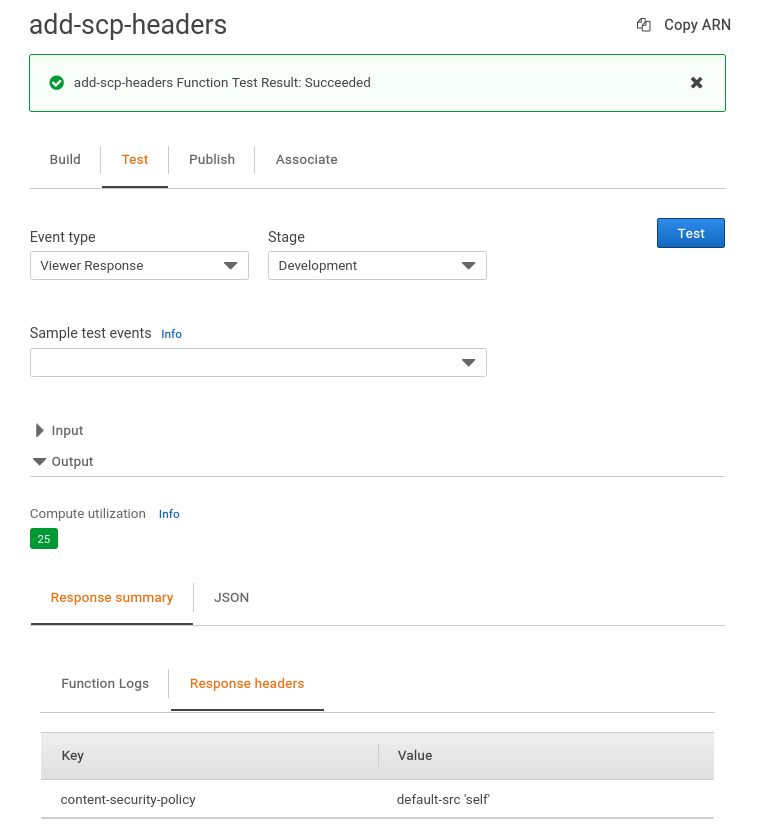 add-scp-headers
Copy ARN
add-scp-headers Function Test Result: Succeeded
Build Test Publish Associate
Event type Stage
Test
Viewer Response Development
Sample test events Info
Input
Output
Compute utilization Info
25
Response summary JSON
Function Logs Response headers
Key Value
content-security-policy default-src 'self'